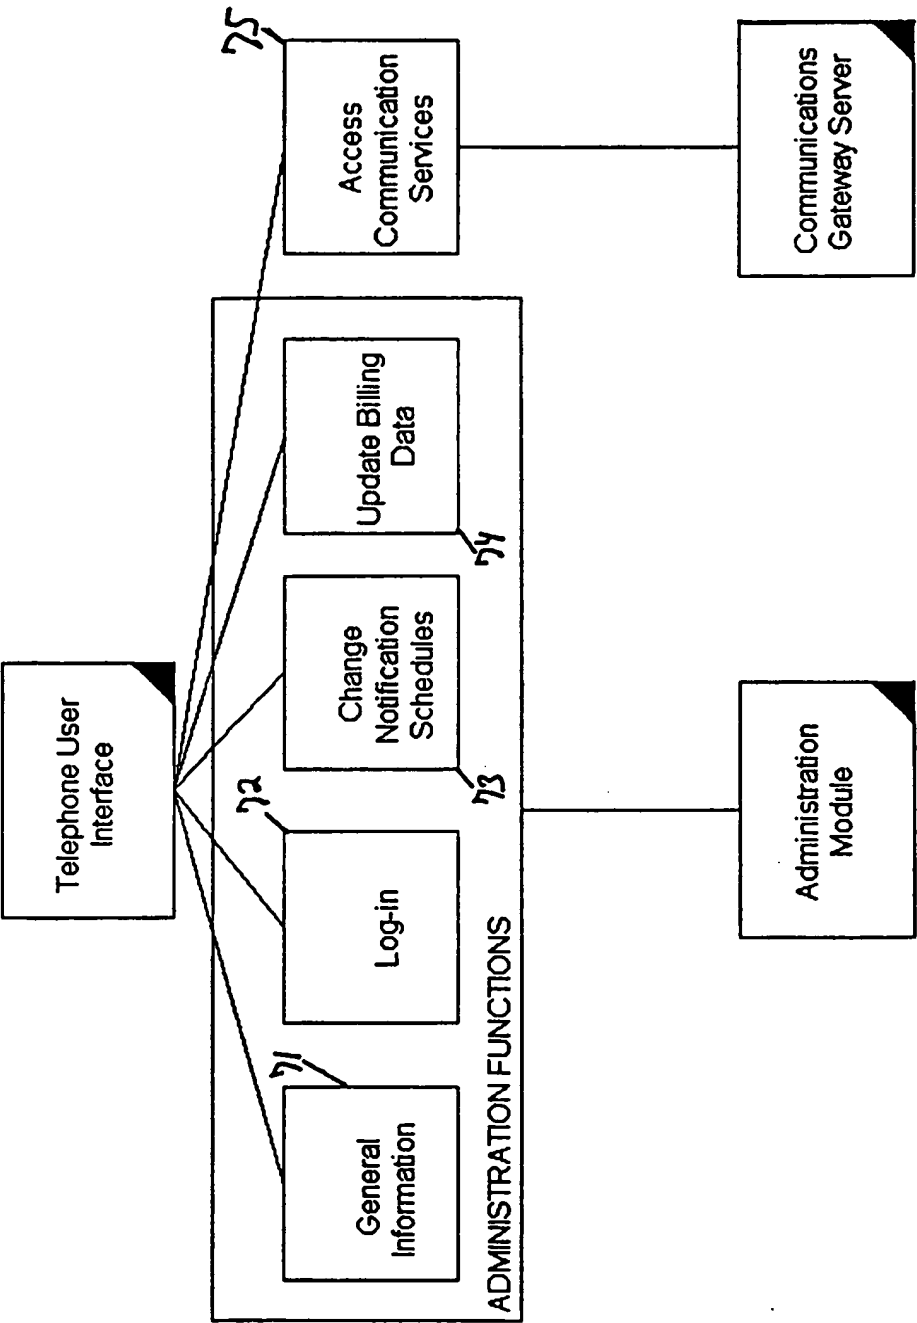 Telephone User
Interface
71
General
Information
72
Log-in
73
Change
Notification
Schedules
74
Update Billing
Data
75
Access
Communication
Services
ADMINISTRATION FUNCTIONS
Administration
Module
Communications
Gateway Server